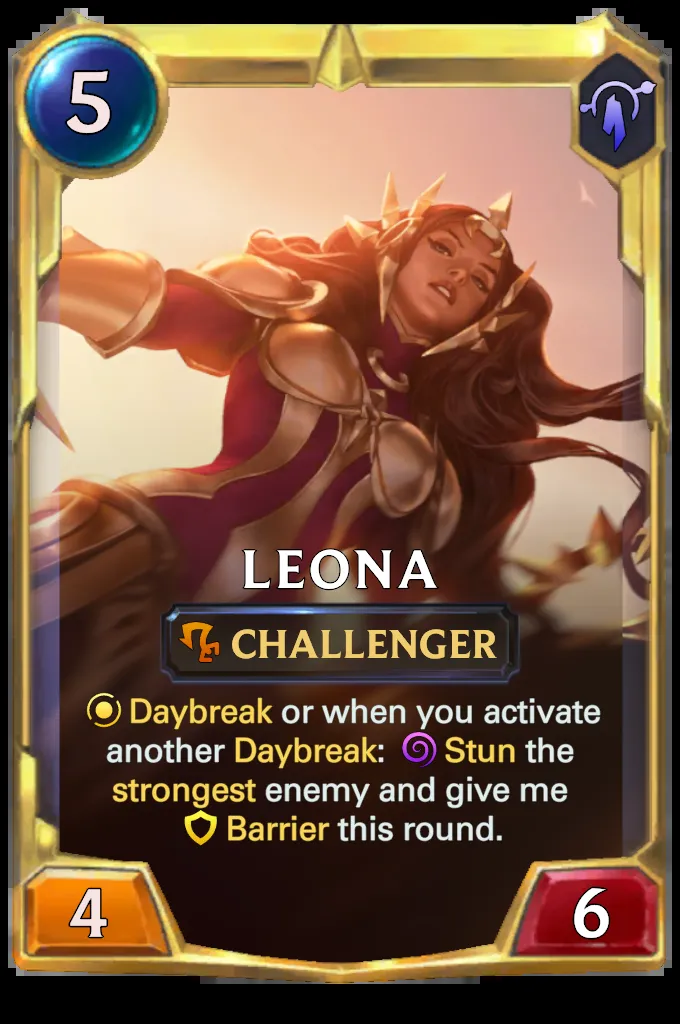 5
LEONA
CHALLENGER
Daybreak or when you activate
another Daybreak: Stun the
strongest enemy and give me
Barrier this round.
4 6